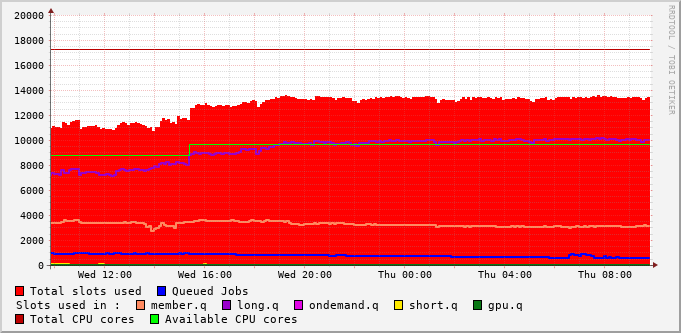 RRDTOOL / TOBI OETIKER
20000
18000
16000
14000
12000
10000
8000
6000
4000
2000
0
Wed 12:00 Wed 16:00 Wed 20:00 Thu 00:00 Thu 04:00 Thu 08:00
Total slots used Queued Jobs
Slots used in : member.q long.q ondemand.q short.q gpu.q
Total CPU cores Available CPU cores